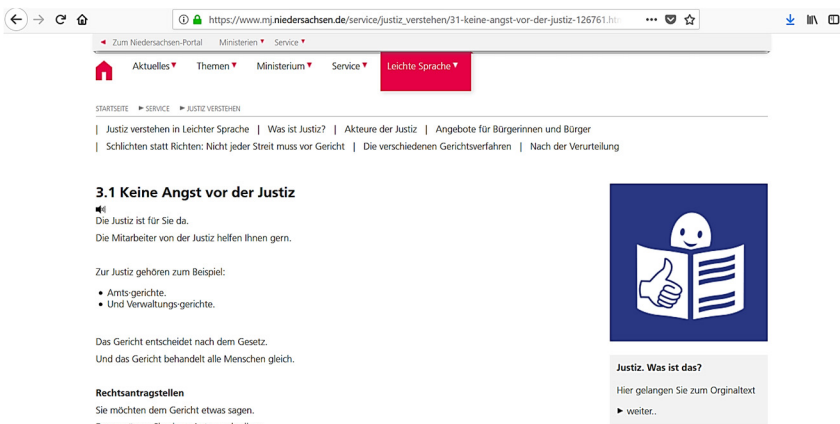 https://www.mj.niedersachsen.de/service/justiz_verstehen/31-keine-angst-vor-der-justiz-126761.htm
Zum Niedersachsen-Portal Ministerien Service
Aktuelles Themen Ministerium Service Leichte Sprache
STARTSEITE SERVICE JUSTIZ VERSTEHEN
| Justiz verstehen in Leichter Sprache | Was ist Justiz? | Akteure der Justiz | Angebote für Bürgerinnen und Bürger
| Schlichten statt Richten: Nicht jeder Streit muss vor Gericht | Die verschiedenen Gerichtsverfahren | Nach der Verurteilung
3.1 Keine Angst vor der Justiz
Die Justiz ist für Sie da.
Die Mitarbeiter von der Justiz helfen Ihnen gern.
Zur Justiz gehören zum Beispiel:
• Amts·gerichte.
• Und Verwaltungs·gerichte.
Das Gericht entscheidet nach dem Gesetz.
Und das Gericht behandelt alle Menschen gleich.
Rechtsantragstellen
Sie möchten dem Gericht etwas sagen.
Justiz. Was ist das?
Hier gelangen Sie zum Orginaltext
weiter..